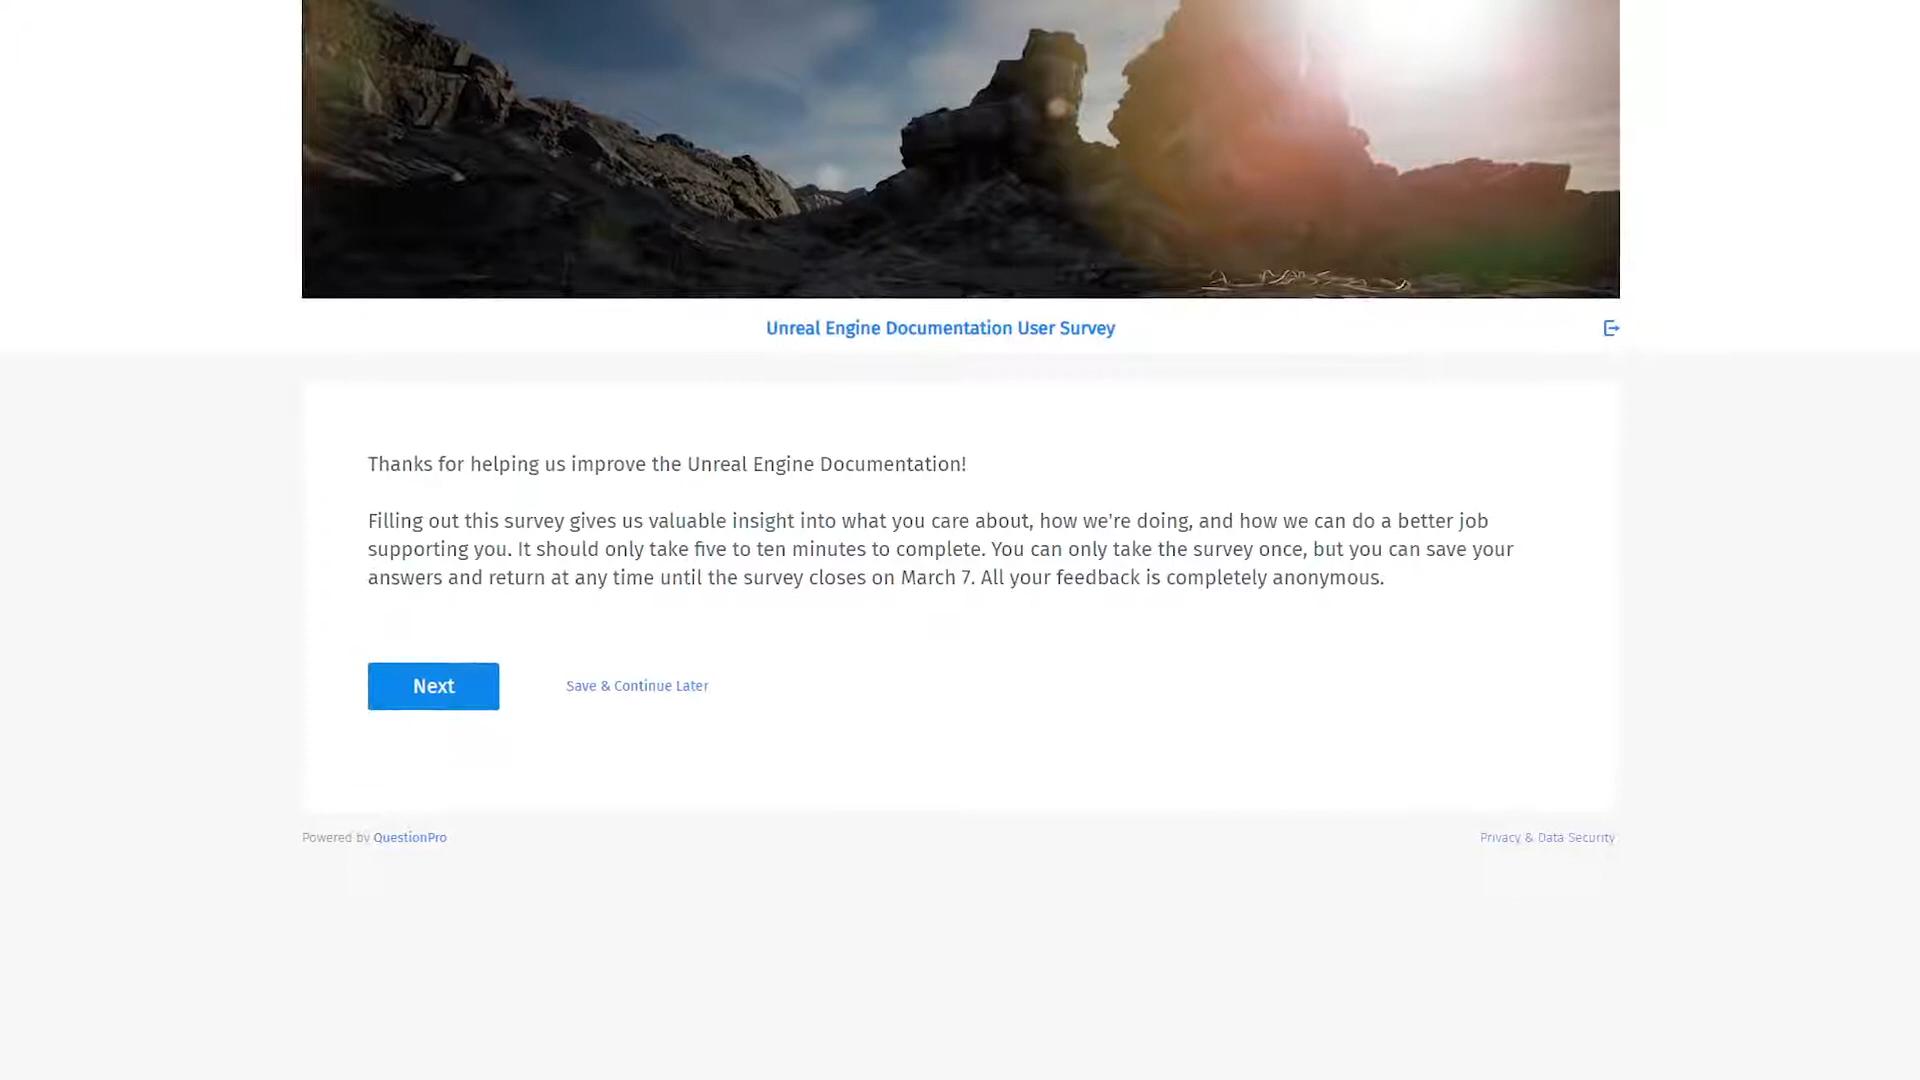 Unreal Engine Documentation User Survey
Thanks for helping us improve the Unreal Engine Documentation!
Filling out this survey gives us valuable insight into what you care about, how we're doing, and how we can do a better job
supporting you. It should only take five to ten minutes to complete. You can only take the survey once, but you can save your
answers and return at any time until the survey closes on March 7. All your feedback is completely anonymous.
Next
Save & Continue Later
Powered by QuestionPro
Privacy & Data Security